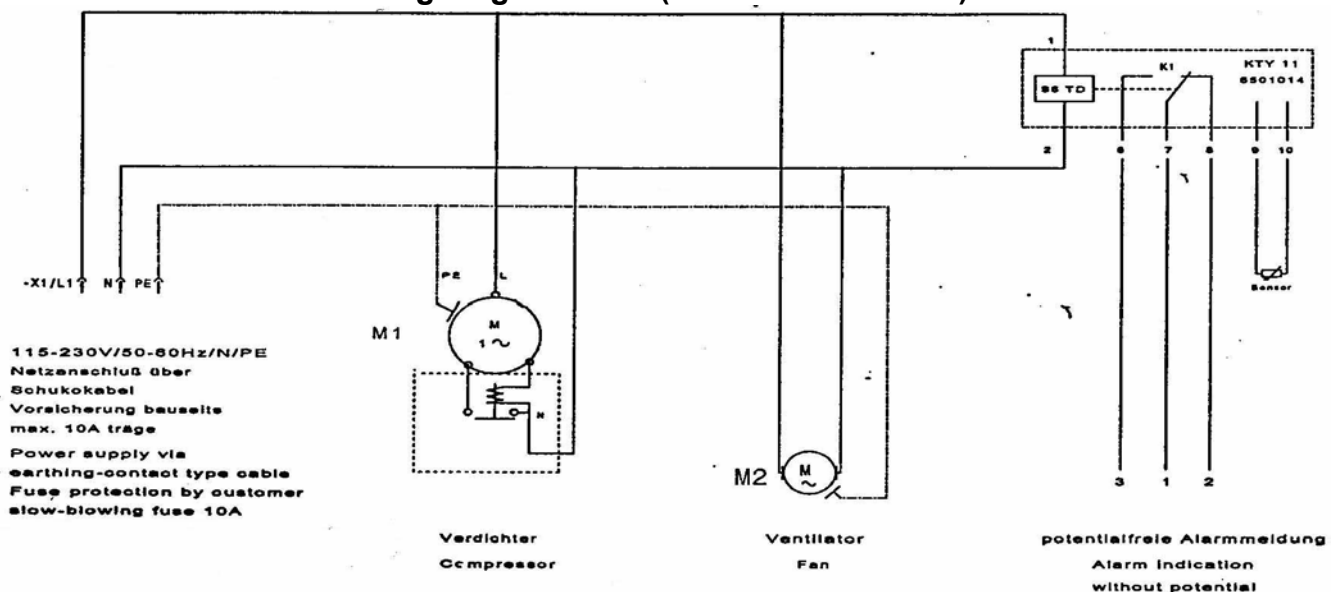 1
K1
KTY 11
6501014
S6 TD
2
6
7
8
9
10
-X1/L1
N
PE
PE
L
Sensor
M1
M
1 ~
N
115-230V/50-60Hz/N/PE
Netzanschluß über
Schukokabel
Vorsicherung bauseits
max. 10A träge
Power supply via
earthing-contact type cable
Fuse protection by customer
slow-blowing fuse 10A
M2
M
~
3
1
2
Verdichter
Compressor
Ventilator
Fan
potentialfreie Alarmmeldung
Alarm indication
without potential